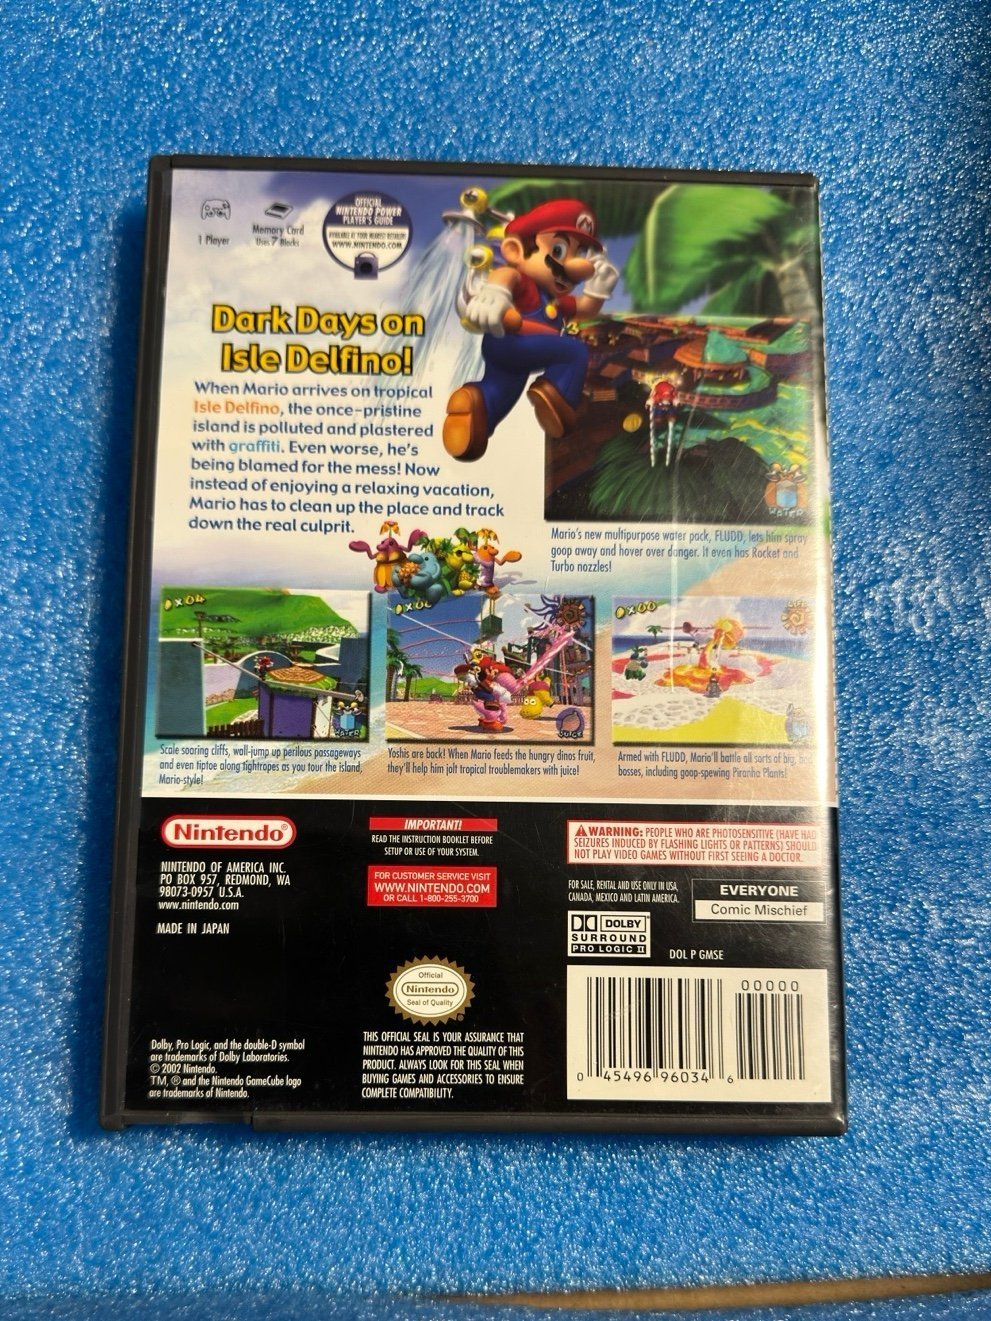 1 Player
Memory Card
Uses 7 Blocks
OFFICIAL
NINTENDO POWER
PLAYER'S GUIDE
AVAILABLE AT YOUR NEAREST RETAILER!
WWW.NINTENDO.COM
Dark Days on
Isle Delfino!
When Mario arrives on tropical
Isle Delfino, the once-pristine
island is polluted and plastered
with graffiti. Even worse, he's
being blamed for the mess! Now
instead of enjoying a relaxing vacation,
Mario has to clean up the place and track
down the real culprit.
WATER
Mario's new multipurpose water pack, FLUDD, lets him spray
goop away and hover over danger. It even has Rocket and
Turbo nozzles!
x04
WATER
JUICE
x00
LIFE
Scale soaring cliffs, wall-jump up perilous passageways
and even tiptoe along tightropes as you tour the island,
Mario-style!
Yoshis are back! When Mario feeds the hungry dinos fruit,
they'll help him jolt tropical troublemakers with juice!
Armed with FLUDD, Mario'll battle all sorts of big, bad
bosses, including goop-spewing Piranha Plants!
Nintendo®
NINTENDO OF AMERICA INC.
PO BOX 957, REDMOND, WA
98073-0957 U.S.A.
www.nintendo.com
MADE IN JAPAN
IMPORTANT!
READ THE INSTRUCTION BOOKLET BEFORE
SETUP OR USE OF YOUR SYSTEM.
FOR CUSTOMER SERVICE VISIT
WWW.NINTENDO.COM
OR CALL 1-800-255-3700
WARNING: PEOPLE WHO ARE PHOTOSENSITIVE (HAVE HAD
SEIZURES INDUCED BY FLASHING LIGHTS OR PATTERNS) SHOULD
NOT PLAY VIDEO GAMES WITHOUT FIRST SEEING A DOCTOR.
FOR SALE, RENTAL AND USE ONLY IN USA,
CANADA, MEXICO AND LATIN AMERICA.
EVERYONE
Comic Mischief
DOLBY
SURROUND
PRO LOGIC II
DOL P GMSE
Official
Nintendo
Seal of Quality
Dolby, Pro Logic, and the double-D symbol
are trademarks of Dolby Laboratories.
© 2002 Nintendo.
TM, ® and the Nintendo GameCube logo
are trademarks of Nintendo.
THIS OFFICIAL SEAL IS YOUR ASSURANCE THAT
NINTENDO HAS APPROVED THE QUALITY OF THIS
PRODUCT. ALWAYS LOOK FOR THIS SEAL WHEN
BUYING GAMES AND ACCESSORIES TO ENSURE
COMPLETE COMPATIBILITY.
00000
0 45496 96034 6